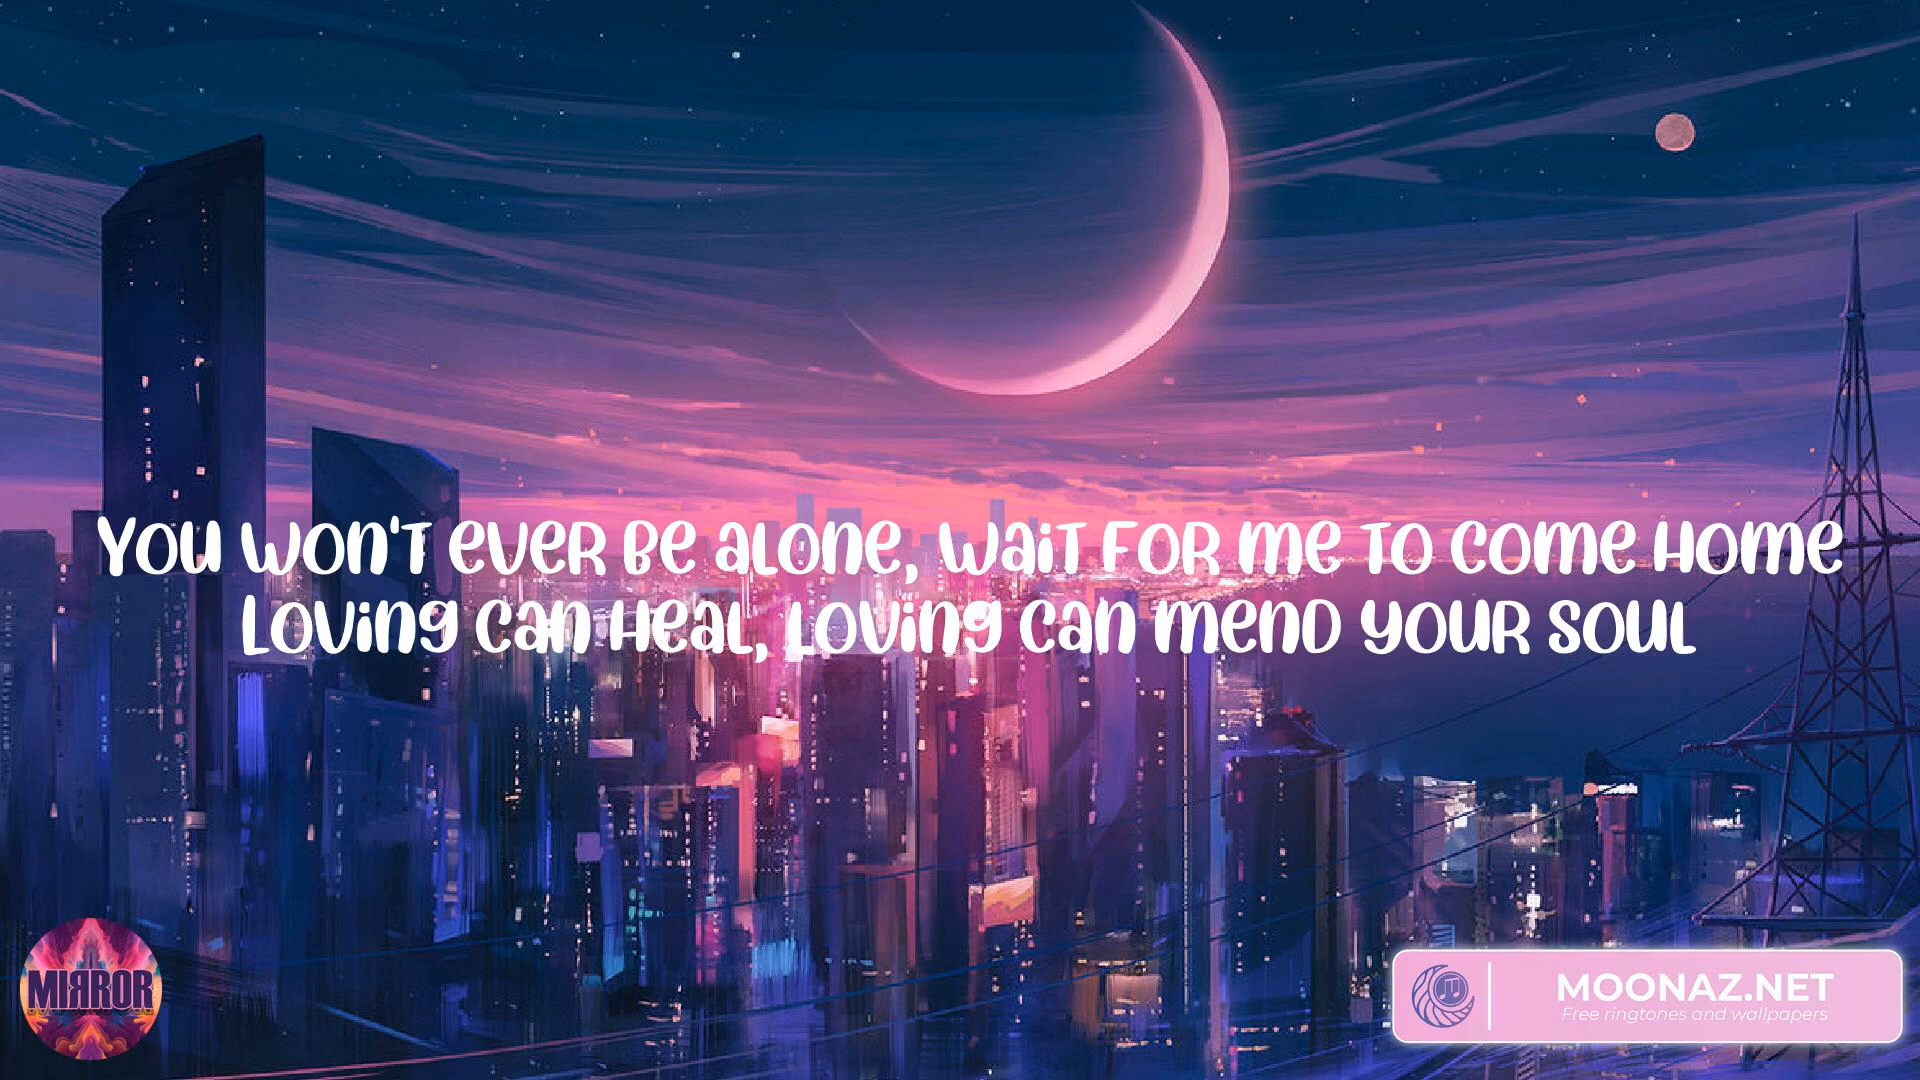 You won't ever be alone, wait for me to come home
Loving can heal, loving can mend your soul
MIRROR
MOONAZ.NET
Free ringtones and wallpapers